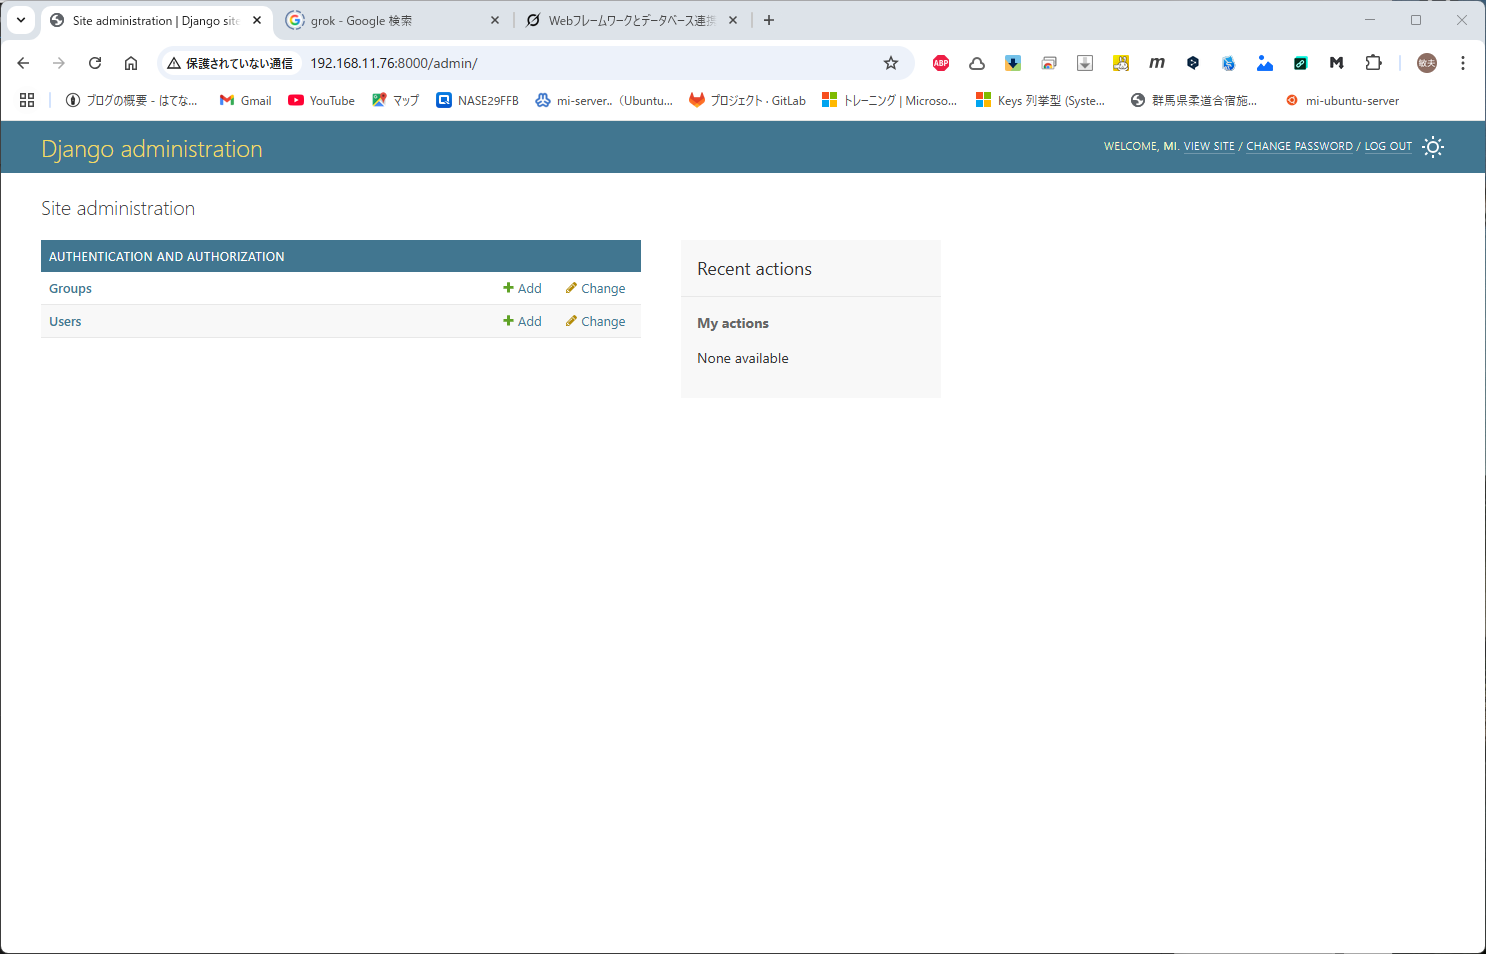 Site administration | Django site
grok - Google 検索
Webフレームワークとデータベース連携
保護されていない通信
192.168.11.76:8000/admin/
ABP
m
敏夫
ブログの概要 - はてな...
Gmail
YouTube
マップ
NASE29FFB
mi-server..（Ubuntu...
プロジェクト · GitLab
トレーニング | Microso...
Keys 列挙型 (Syste...
群馬県柔道合宿施...
mi-ubuntu-server
Django administration
WELCOME, MI. VIEW SITE / CHANGE PASSWORD / LOG OUT
Site administration
AUTHENTICATION AND AUTHORIZATION
Groups Add Change
Users Add Change
Recent actions
My actions
None available